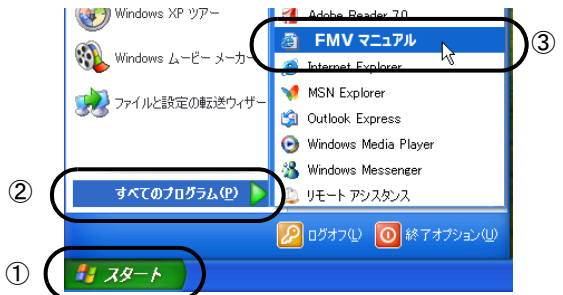 Windows XP ツアー
Windows ムービー メーカー
ファイルと設定の転送ウィザー
すべてのプログラム(P)
Adobe Reader 7.0
FMV マニュアル
Internet Explorer
MSN Explorer
Outlook Express
Windows Media Player
Windows Messenger
リモート アシスタンス
ログオフ(L)
終了オプション(U)
スタート
①
②
③